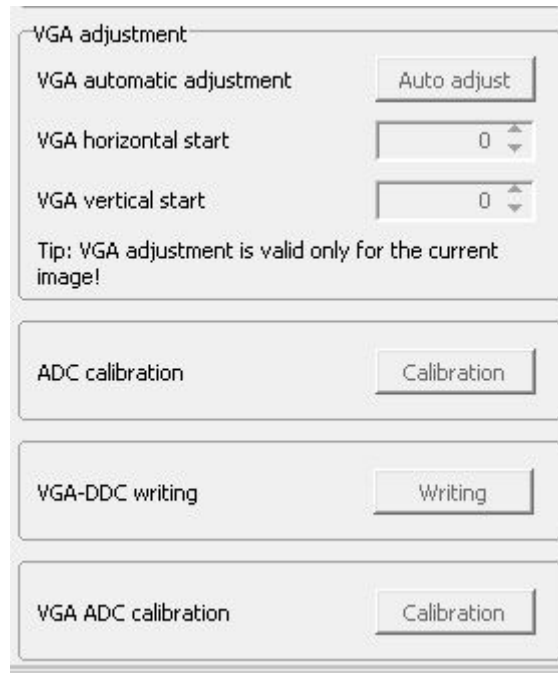 VGA adjustment
VGA automatic adjustment Auto adjust
VGA horizontal start 0
VGA vertical start 0
Tip: VGA adjustment is valid only for the current
image!
ADC calibration Calibration
VGA-DDC writing Writing
VGA ADC calibration Calibration